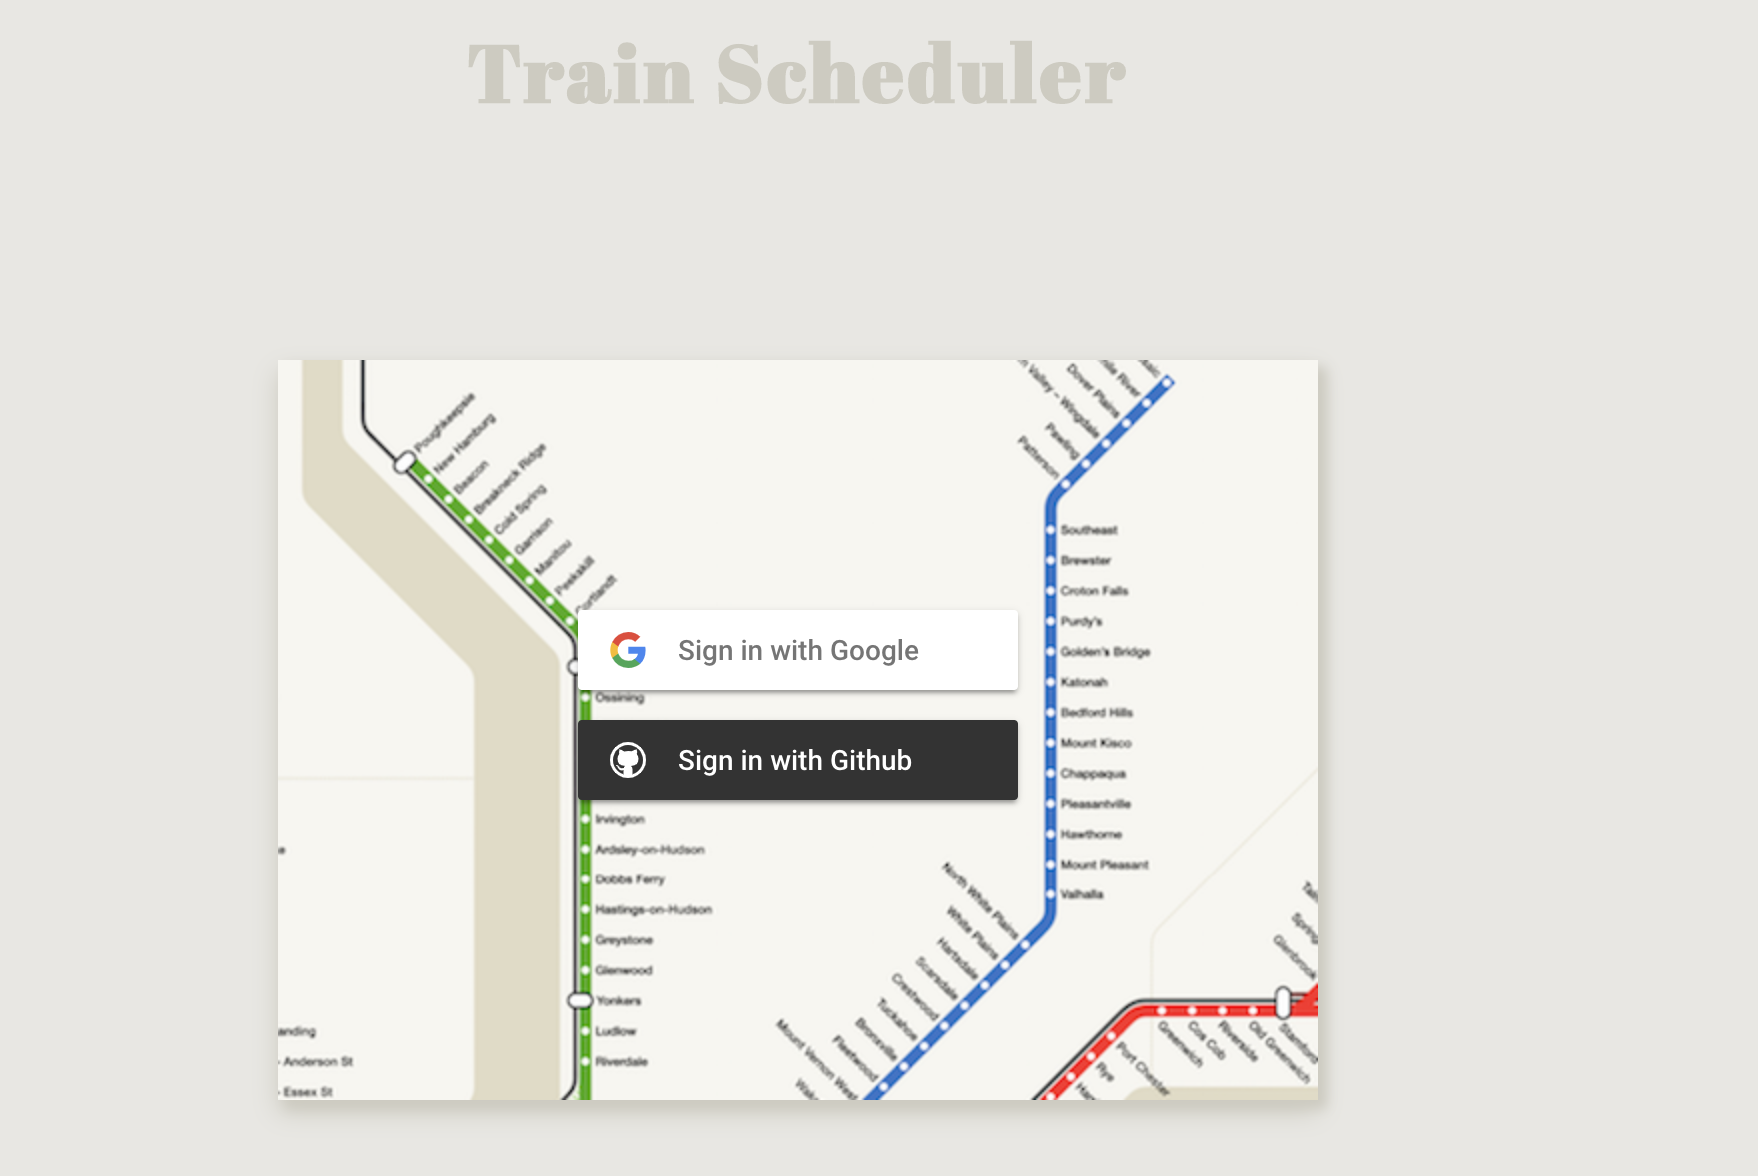 Train Scheduler
Poughkeepsie
New Hamburg
Beacon
Breakneck Ridge
Cold Spring
Garrison
Manitou
Peekskill
Cortlandt
Valley – Wingdale
Dover Plains
River
Pawling
Patterson
Southeast
Brewster
Croton Falls
Purdy's
Golden's Bridge
Katonah
Bedford Hills
Mount Kisco
Chappaqua
Pleasantville
Hawthorne
Mount Pleasant
Valhalla
Sign in with Google
Ossining
Sign in with Github
Irvington
Ardsley-on-Hudson
Dobbs Ferry
Hastings-on-Hudson
Greystone
Glenwood
Yonkers
Ludlow
Riverdale
anding
- Anderson St
- Essex St
North White Plains
White Plains
Hartsdale
Scarsdale
Crestwood
Tuckahoe
Bronxville
Fleetwood
Mount Vernon West
Spring
Glenbrook
Stamford
Old Greenwich
Riverside
Cos Cob
Greenwich
Port Chester
Rye